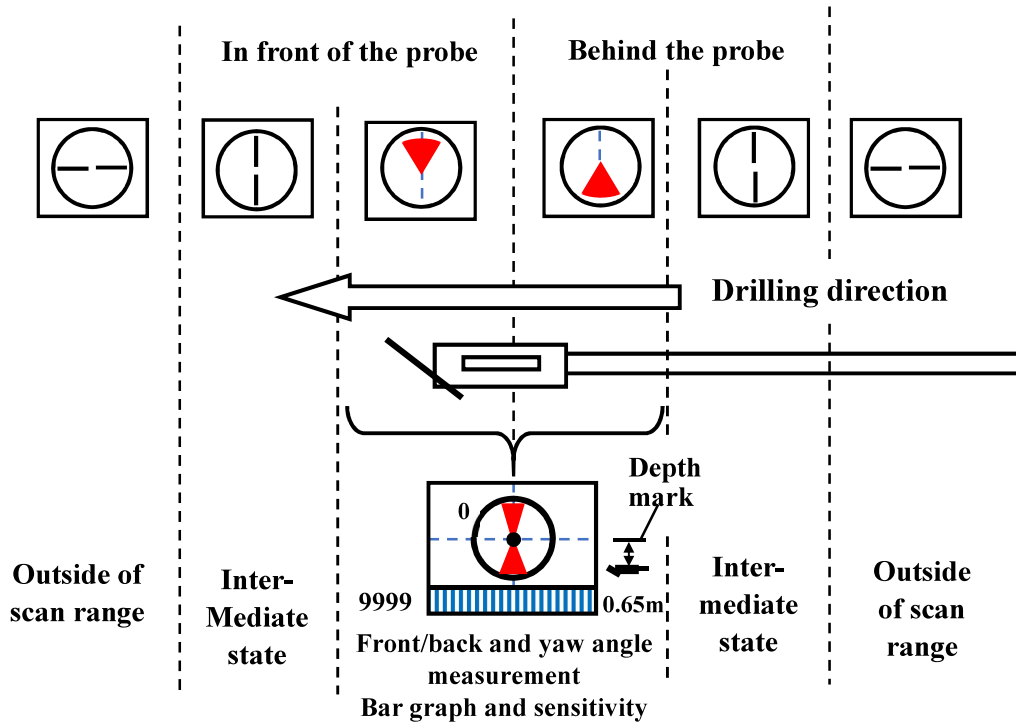 In front of the probe
Behind the probe
Drilling direction
Depth
mark
0
9999
0.65m
Outside of
scan range
Inter-
Mediate
state
Front/back and yaw angle
measurement
Bar graph and sensitivity
Inter-
mediate
state
Outside
of scan
range